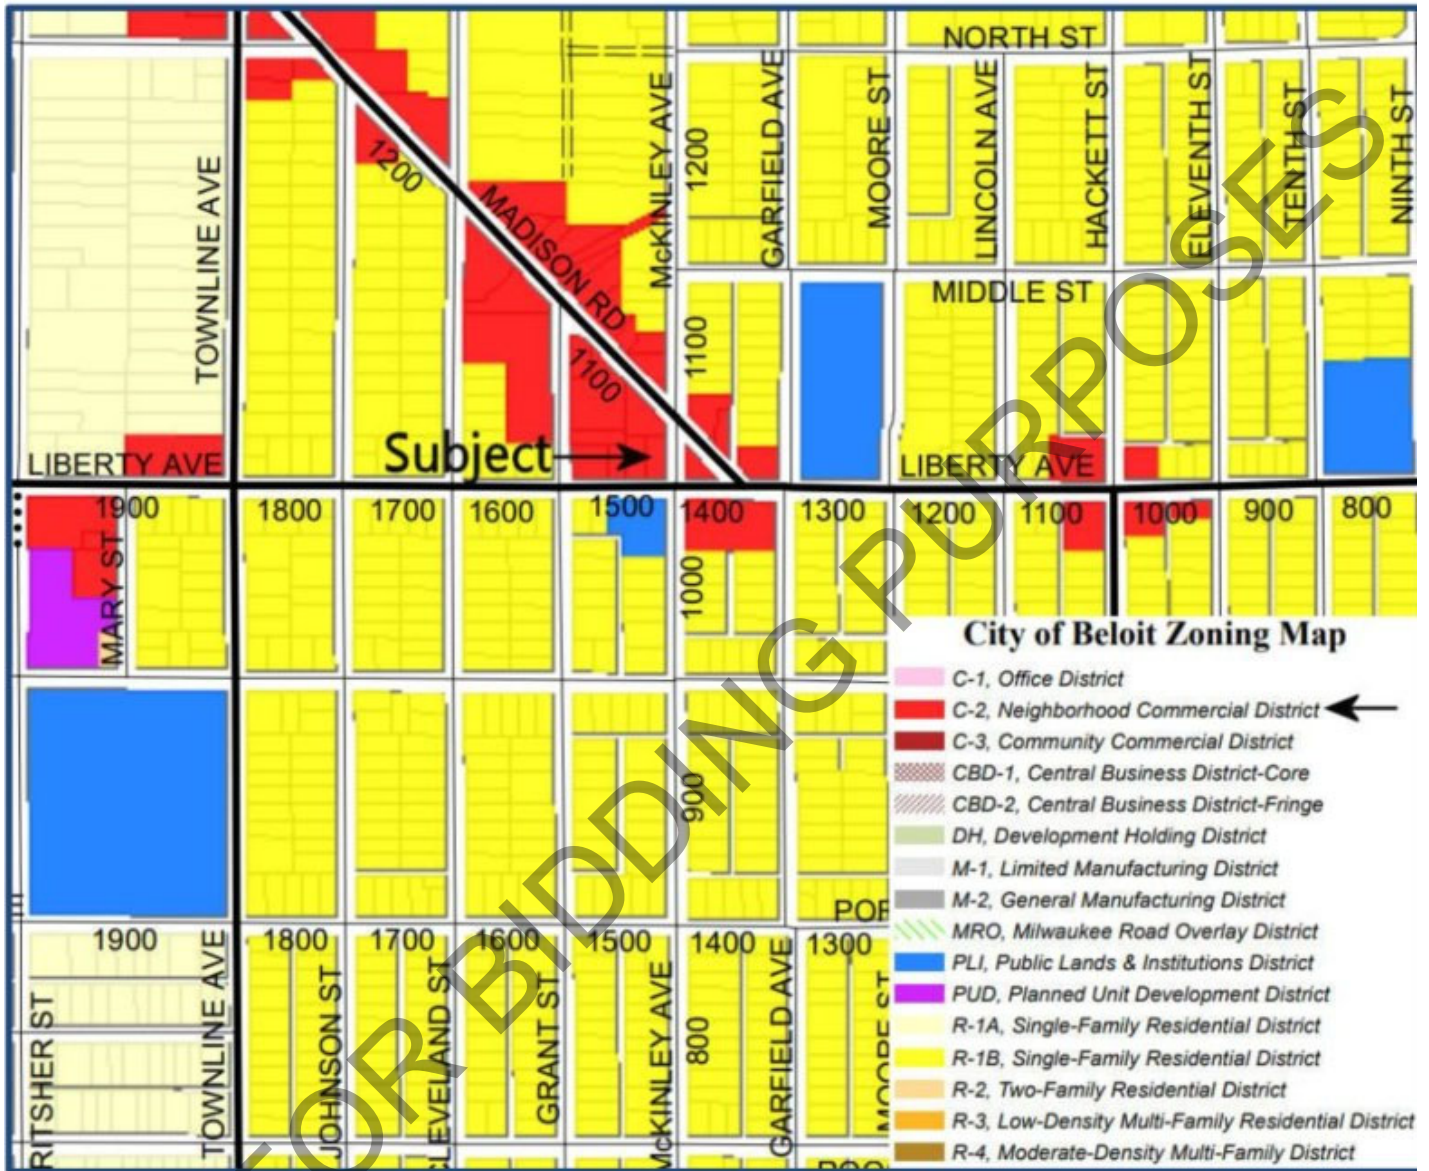 NORTH ST
TOWNLINE AVE
1200
MADISON RD
McKINLEY AVE
1200
GARFIELD AVE
MOORE ST
LINCOLN AVE
HACKETT ST
ELEVENTH ST
TENTH ST
NINTH ST
MIDDLE ST
1100
1100
Subject
LIBERTY AVE
LIBERTY AVE
1900
1800
1700
1600
1500
1400
1300
1200
1100
1000
900
800
MARY ST
1000
900
POR
1900
1800
1700
1600
1500
1400
1300
RITSHER ST
TOWNLINE AVE
JOHNSON ST
CLEVELAND ST
GRANT ST
McKINLEY AVE
800
GARFIELD AVE
MOORE ST
City of Beloit Zoning Map
C-1, Office District
C-2, Neighborhood Commercial District
C-3, Community Commercial District
CBD-1, Central Business District-Core
CBD-2, Central Business District-Fringe
DH, Development Holding District
M-1, Limited Manufacturing District
M-2, General Manufacturing District
MRO, Milwaukee Road Overlay District
PLI, Public Lands & Institutions District
PUD, Planned Unit Development District
R-1A, Single-Family Residential District
R-1B, Single-Family Residential District
R-2, Two-Family Residential District
R-3, Low-Density Multi-Family Residential District
R-4, Moderate-Density Multi-Family District
FOR BIDDING PURPOSES